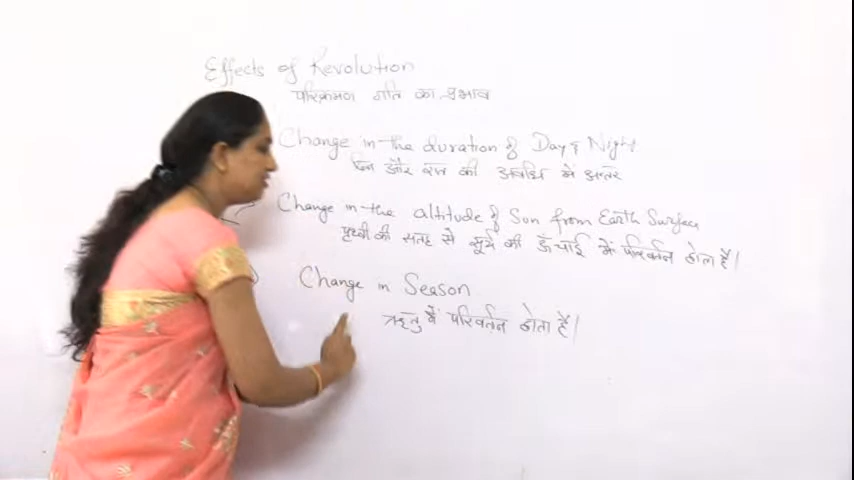 Effects of Revolution
परिक्रमण गति का प्रभाव
Change in the duration of Day & Night
दिन और रात की अवधि में अन्तर
Change in the altitude of Sun from Earth Surface
पृथ्वी की सतह से सूर्य की ऊँचाई में परिवर्तन होता है।
Change in Season
ऋतु में परिवर्तन होता है।